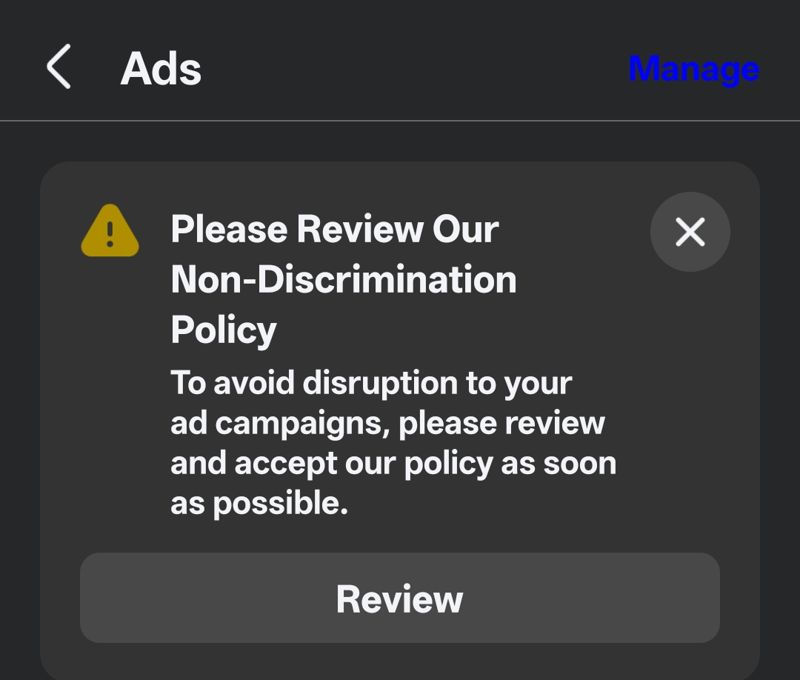 Ads
Manage
Please Review Our
Non-Discrimination
Policy
To avoid disruption to your
ad campaigns, please review
and accept our policy as soon
as possible.
Review